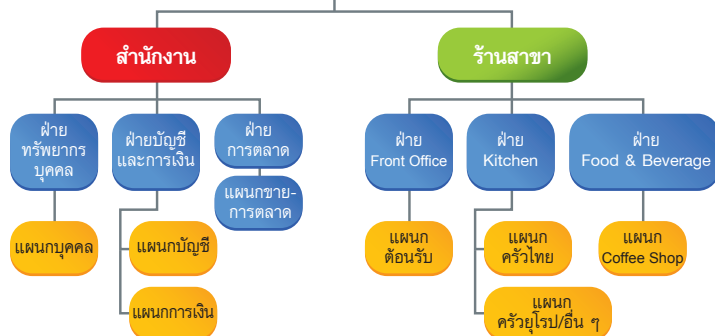 สำนักงาน
ร้านสาขา
ฝ่าย
ทรัพยากร
บุคคล
ฝ่ายบัญชี
และการเงิน
ฝ่าย
การตลาด
ฝ่าย
Front Office
ฝ่าย
Kitchen
ฝ่าย
Food & Beverage
แผนกขาย-
การตลาด
แผนกบุคคล
แผนกบัญชี
แผนก
ต้อนรับ
แผนก
ครัวไทย
แผนก
Coffee Shop
แผนกการเงิน
แผนก
ครัวยุโรป/อื่น ๆ